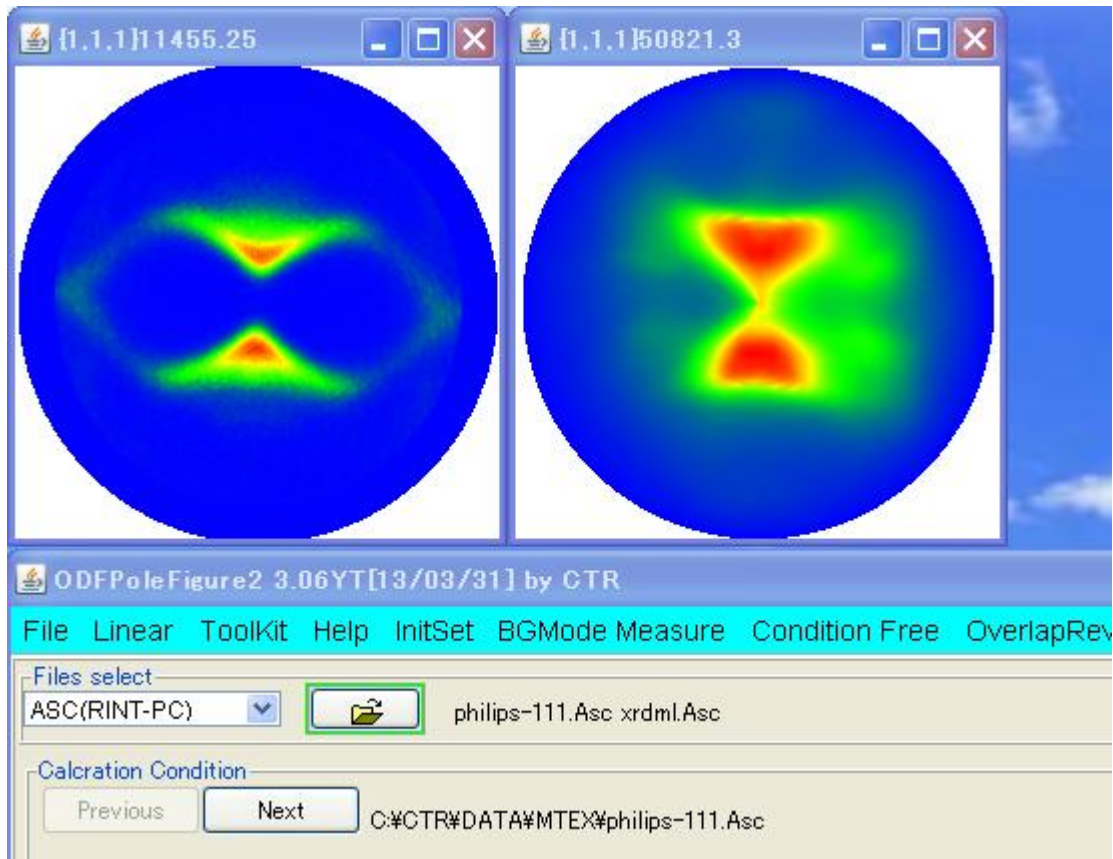 {1,1,1}11455.25
{1,1,1}50821.3
ODFPoleFigure2 3.06YT[13/03/31] by CTR
File Linear ToolKit Help InitSet BGMode Measure Condition Free OverlapRev
Files select
ASC(RINT-PC)
philips-111.Asc xrdml.Asc
Calcration Condition
Previous Next C:¥CTR¥DATA¥MTEX¥philips-111.Asc